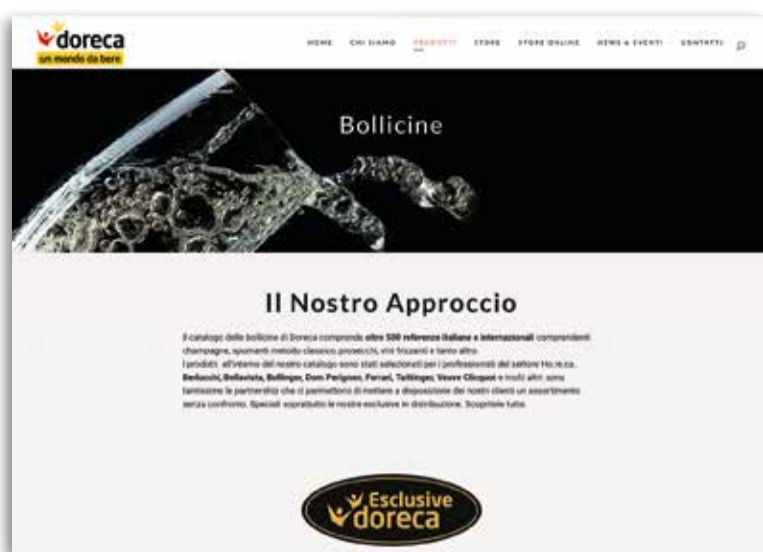 doreca
un mondo da bere
HOME CHI SIAMO PRODOTTI STORE STORE ONLINE NEWS & EVENTI CONTATTI
Bollicine
Il Nostro Approccio
Il catalogo delle bollicine di Doreca comprende oltre 500 referenze italiane e internazionali comprendenti
champagne, spumanti metodo classico, prosecchi, vini frizzanti e tanto altro.
I prodotti all'interno del nostro catalogo sono stati selezionati per i professionisti del settore Ho.re.ca.
Berlucchi, Bellavista, Bollinger, Dom Perignon, Ferrari, Taittinger, Veuve Clicquot e molti altri sono
tantissime le partnership che ci permettono di mettere a disposizione dei nostri clienti un assortimento
senza confronto. Speciali soprattutto le nostre esclusive in distribuzione. Scopritele tutte.
Esclusive
doreca